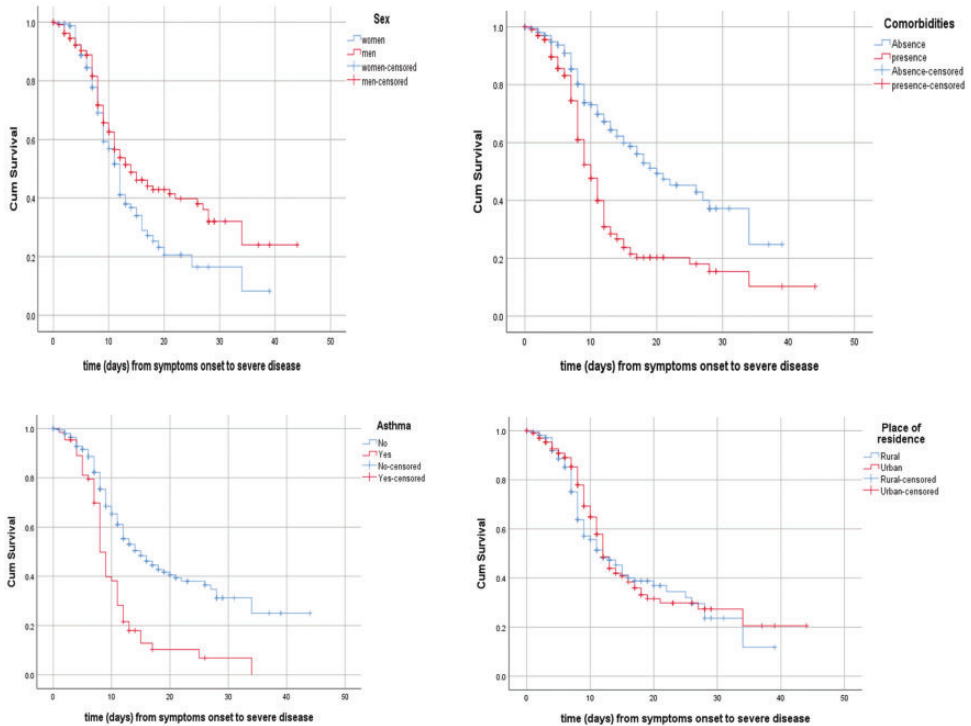 Sex
women
men
women-censored
men-censored
Cum Survival
1.0
0.8
0.6
0.4
0.2
0.0
0
10
20
30
40
50
time (days) from symptoms onset to severe disease
Comorbidities
Absence
presence
Absence-censored
presence-censored
Cum Survival
1.0
0.8
0.6
0.4
0.2
0.0
0
10
20
30
40
50
time (days) from symptoms onset to severe disease
Asthma
No
Yes
No-censored
Yes-censored
Cum Survival
1.0
0.8
0.6
0.4
0.2
0.0
0
10
20
30
40
50
time (days) from symptoms onset to severe disease
Place of
residence
Rural
Urban
Rural-censored
Urban-censored
Cum Survival
1.0
0.8
0.6
0.4
0.2
0.0
0
10
20
30
40
50
time (days) from symptoms onset to severe disease